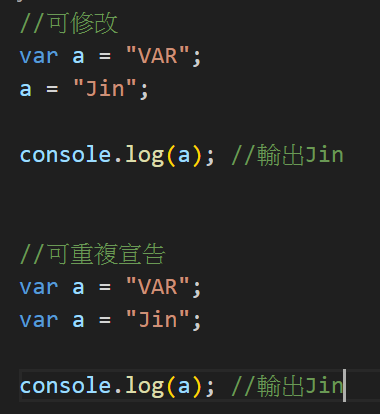 //可修改
var a = "VAR";
a = "Jin";
console.log(a); //輸出Jin
//可重複宣告
var a = "VAR";
var a = "Jin";
console.log(a); //輸出Jin